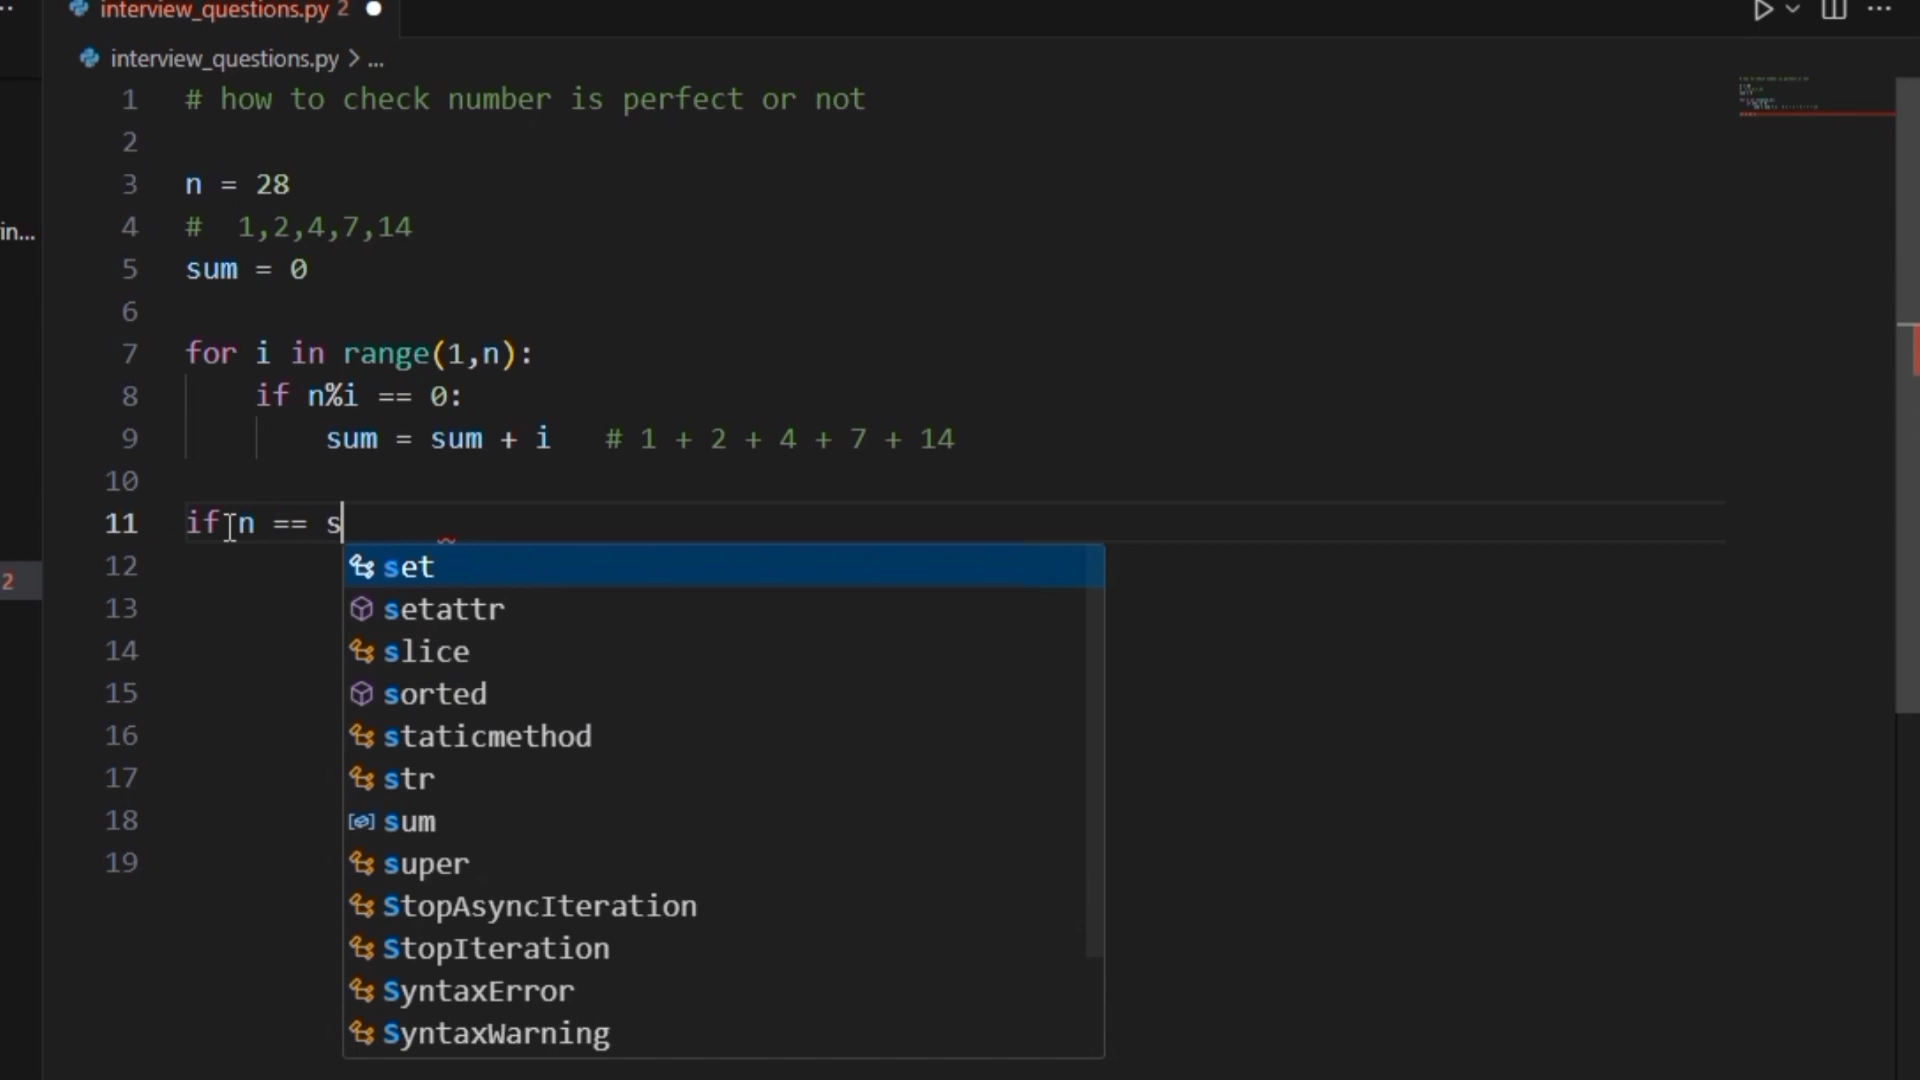 interview_questions.py 2
interview_questions.py > ...
in...
2
1 # how to check number is perfect or not
2
3 n = 28
4 # 1,2,4,7,14
5 sum = 0
6
7 for i in range(1,n):
8 if n%i == 0:
9 sum = sum + i # 1 + 2 + 4 + 7 + 14
10
11 if n == s
12 set
13 setattr
14 slice
15 sorted
16 staticmethod
17 str
18 sum
19 super
StopAsyncIteration
StopIteration
SyntaxError
SyntaxWarning